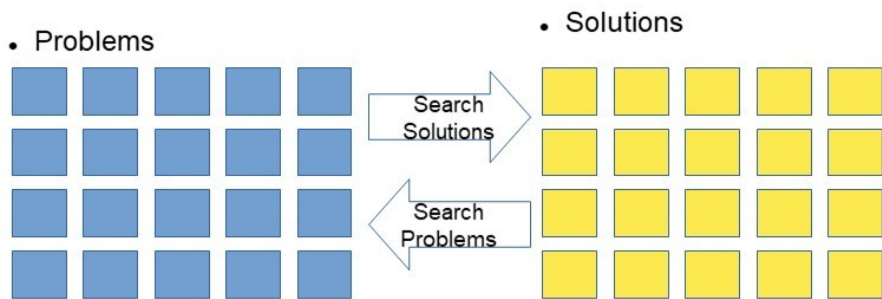 • Problems
• Solutions
Search
Solutions
Search
Problems